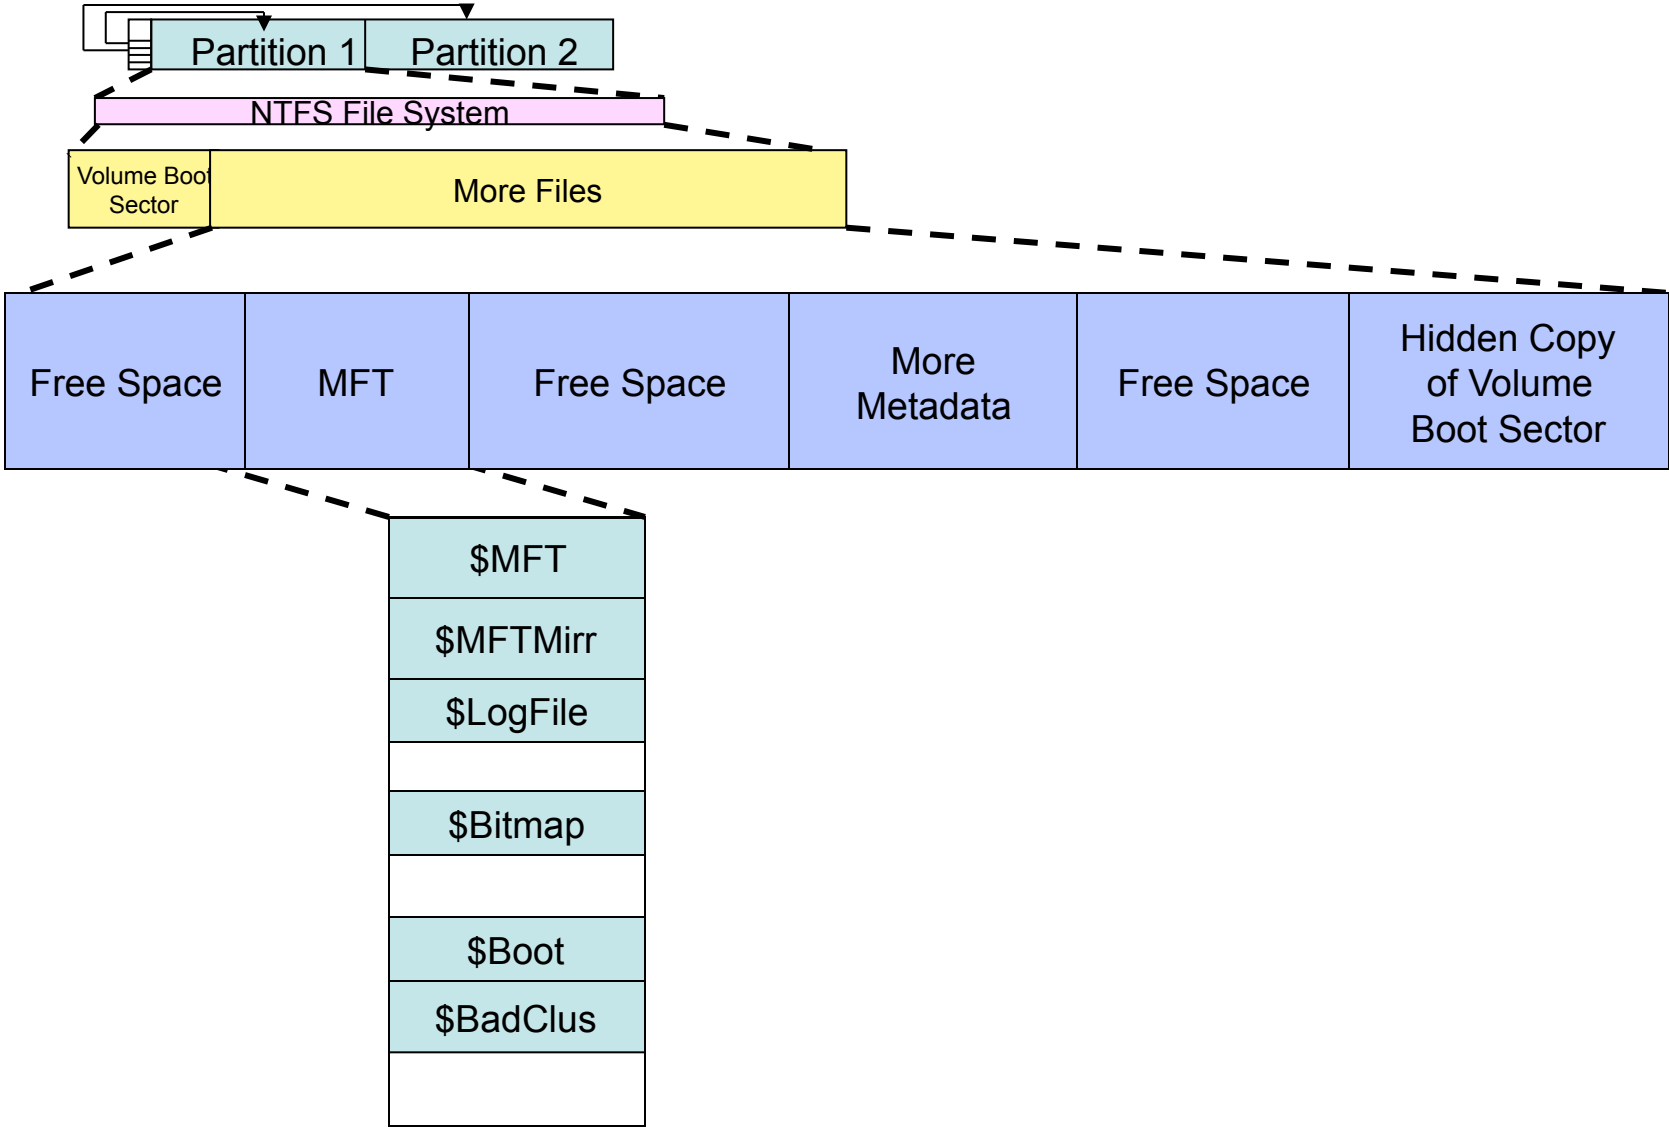 Partition 1
Partition 2
NTFS File System
Volume Boot
Sector
More Files
Free Space
MFT
Free Space
More
Metadata
Free Space
Hidden Copy
of Volume
Boot Sector
$MFT
$MFTMirr
$LogFile
$Bitmap
$Boot
$BadClus